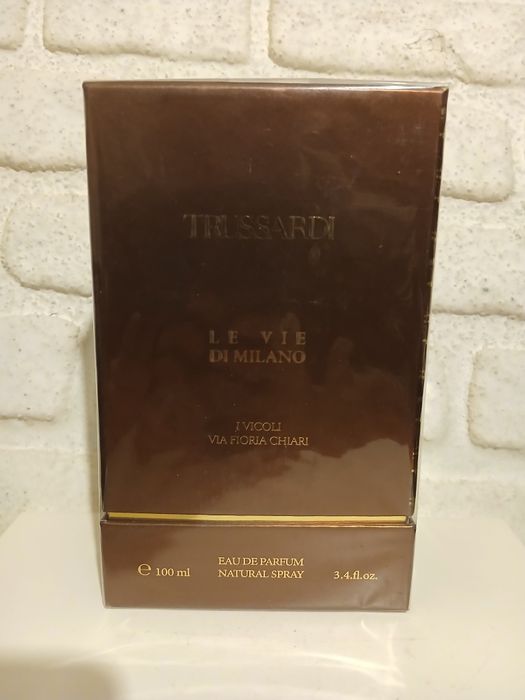 TRUSSARDI
LE VIE
DI MILANO
I VICOLI
VIA FIORIA CHIARI
e 100 ml
EAU DE PARFUM
NATURAL SPRAY
3.4.fl.oz.